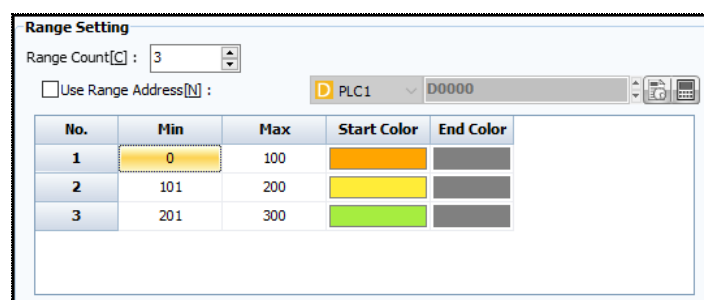 Range Setting
Range Count[C] : 3
Use Range Address[N] : D PLC1 D0000
No. Min Max Start Color End Color
1 0 100
2 101 200
3 201 300